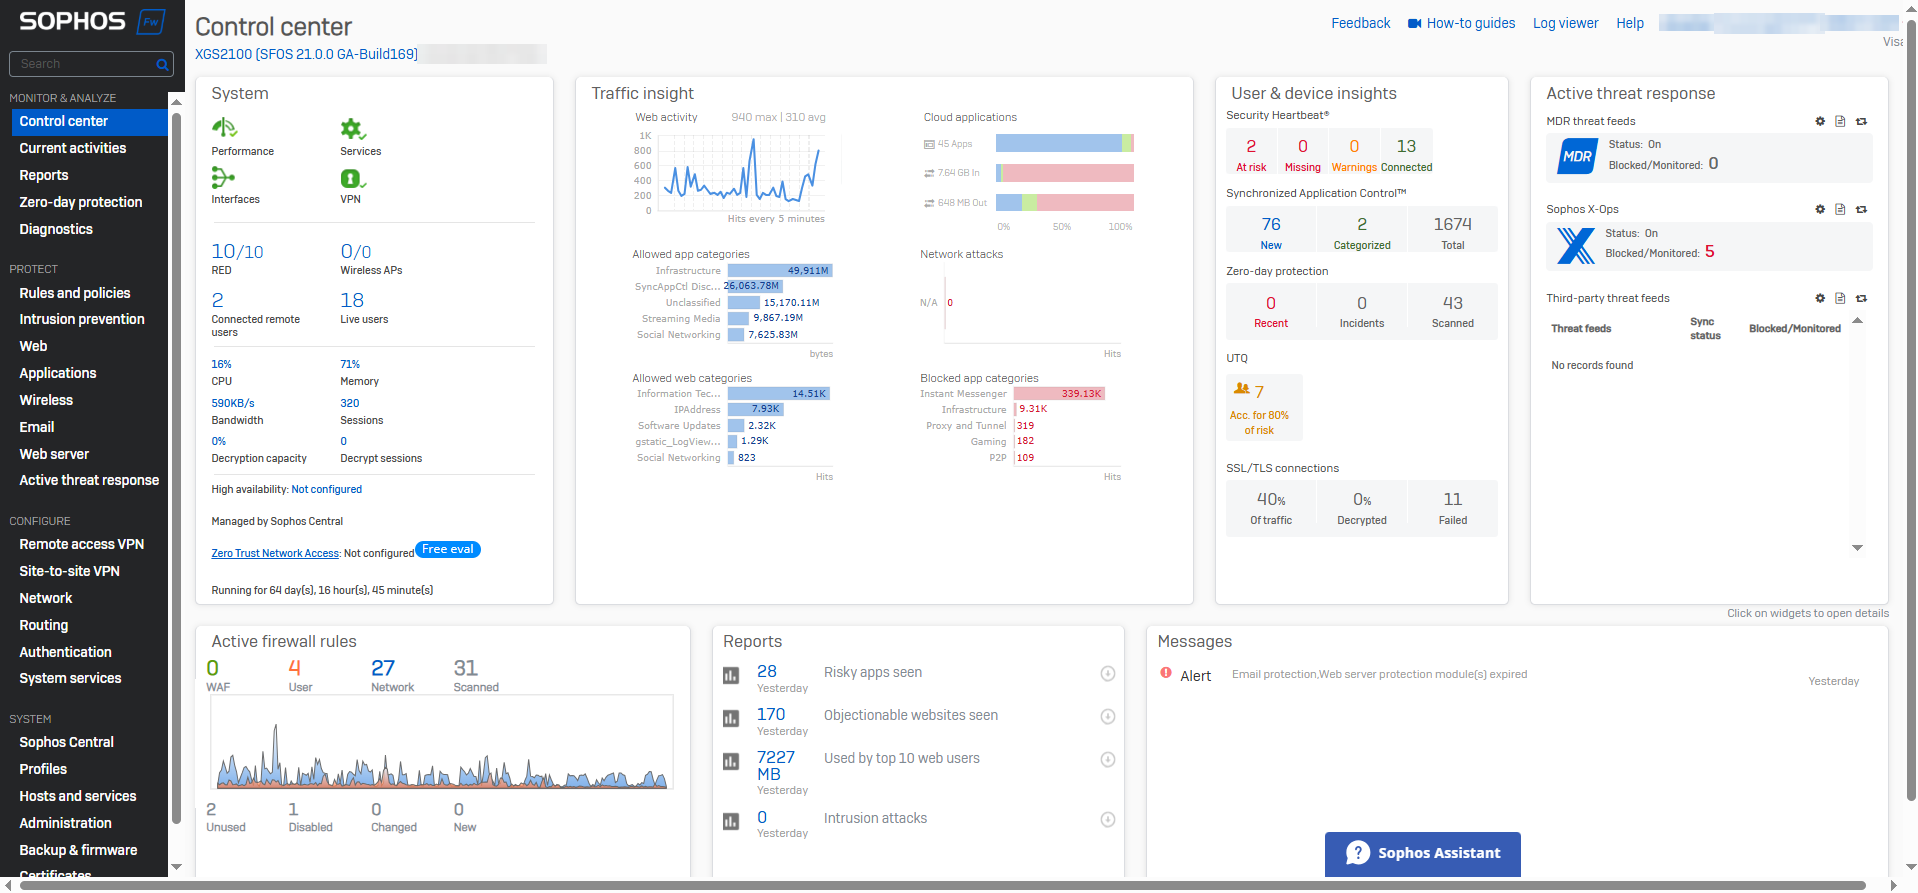 SOPHOS Fw
Search
MONITOR & ANALYZE
Control center
Current activities
Reports
Zero-day protection
Diagnostics
PROTECT
Rules and policies
Intrusion prevention
Web
Applications
Wireless
Email
Web server
Active threat response
CONFIGURE
Remote access VPN
Site-to-site VPN
Network
Routing
Authentication
System services
SYSTEM
Sophos Central
Profiles
Hosts and services
Administration
Backup & firmware
Certificates
Control center
XGS2100 (SFOS 21.0.0 GA-Build169)
Feedback How-to guides Log viewer Help
System
Performance Services
Interfaces VPN
10/10 0/0
RED Wireless APs
2 18
Connected remote users Live users
16% 71%
CPU Memory
590KB/s 320
Bandwidth Sessions
0% 0
Decryption capacity Decrypt sessions
High availability: Not configured
Managed by Sophos Central
Zero Trust Network Access: Not configured Free eval
Running for 64 day(s), 16 hour(s), 45 minute(s)
Traffic insight
Web activity 940 max | 310 avg
1K
800
600
400
200
0
Hits every 5 minutes
Cloud applications
45 Apps
7.64 GB In
648 MB Out
0% 50% 100%
Allowed app categories
Infrastructure 49,911M
SyncAppCtl Disc... 26,063.78M
Unclassified 15,170.11M
Streaming Media 9,867.19M
Social Networking 7,625.83M
bytes
Network attacks
N/A 0
Hits
Allowed web categories
Information Tec... 14.51K
IPAddress 7.93K
Software Updates 2.32K
gstatic_LogView... 1.29K
Social Networking 823
Hits
Blocked app categories
Instant Messenger 339.13K
Infrastructure 9.31K
Proxy and Tunnel 319
Gaming 182
P2P 109
Hits
User & device insights
Security Heartbeat®
2 0 0 13
At risk Missing Warnings Connected
Synchronized Application Control™
76 2 1674
New Categorized Total
Zero-day protection
0 0 43
Recent Incidents Scanned
UTQ
7
Acc. for 80%
of risk
SSL/TLS connections
40% 0% 11
Of traffic Decrypted Failed
Active threat response
MDR threat feeds
MDR
Status: On
Blocked/Monitored: 0
Sophos X-Ops
X
Status: On
Blocked/Monitored: 5
Third-party threat feeds
Threat feeds Sync status Blocked/Monitored
No records found
Click on widgets to open details
Active firewall rules
0 4 27 31
WAF User Network Scanned
2 1 0 0
Unused Disabled Changed New
Reports
28 Risky apps seen
Yesterday
170 Objectionable websites seen
Yesterday
7227 MB Used by top 10 web users
Yesterday
0 Intrusion attacks
Yesterday
Messages
Alert Email protection,Web server protection module(s) expired
Yesterday
? Sophos Assistant